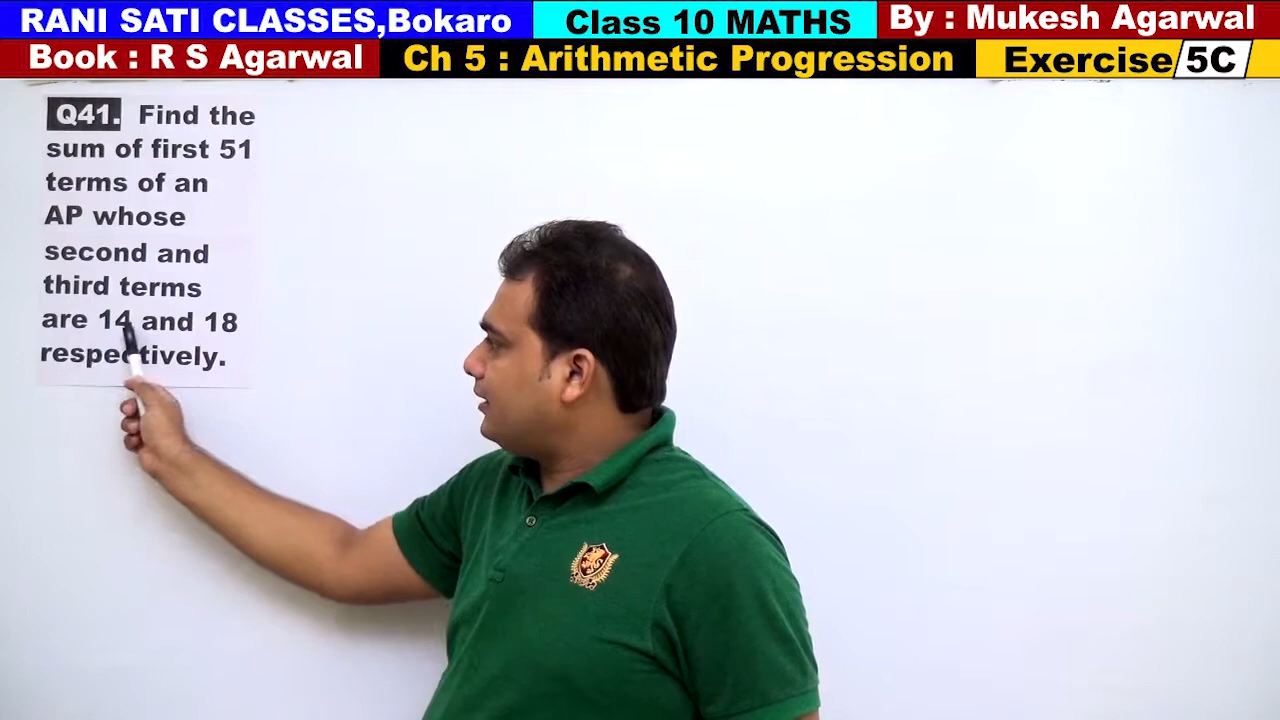 RANI SATI CLASSES,Bokaro Class 10 MATHS By : Mukesh Agarwal
Book : R S Agarwal Ch 5 : Arithmetic Progression Exercise 5C
Q41. Find the
sum of first 51
terms of an
AP whose
second and
third terms
are 14 and 18
respectively.